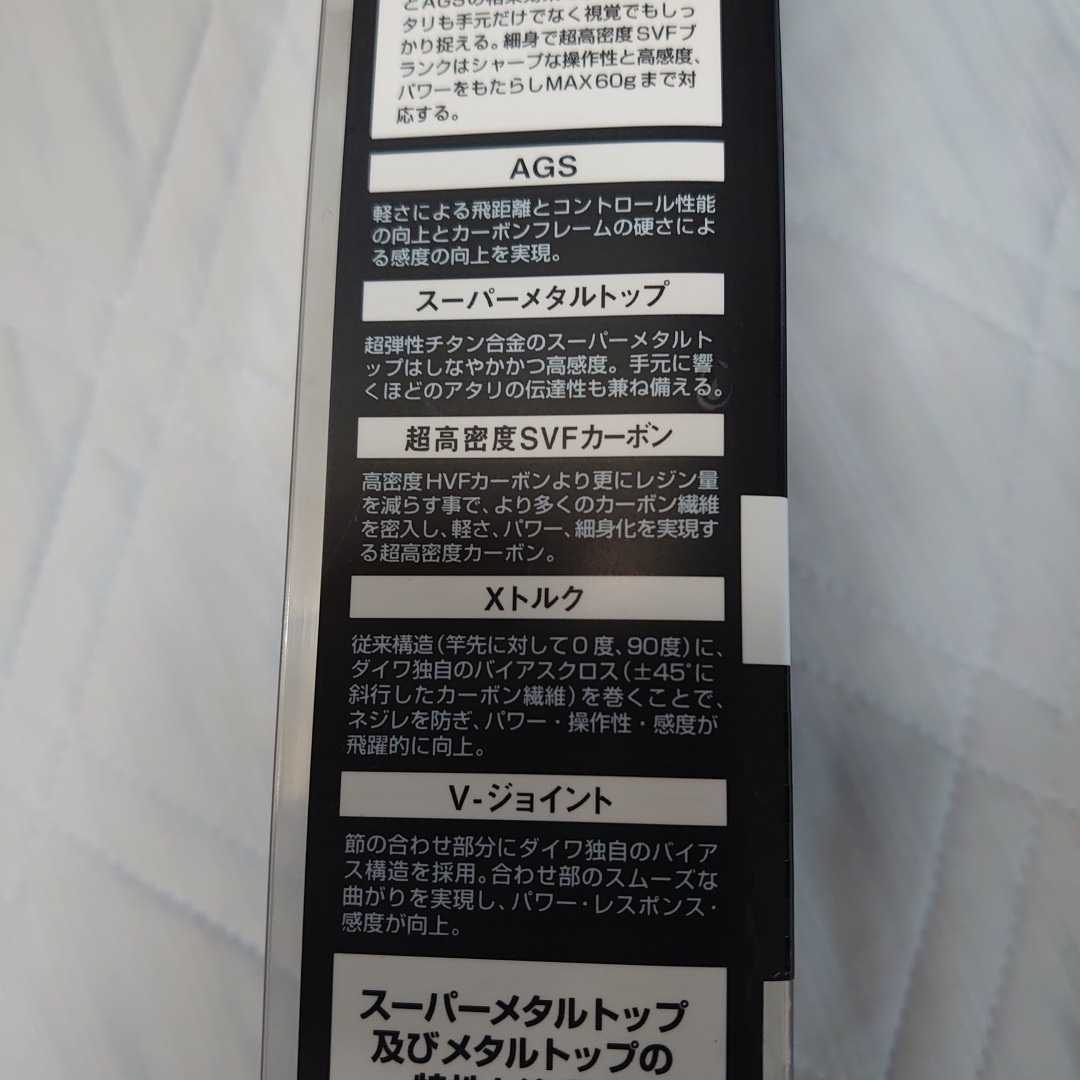 とAGSの相乗効果
タリも手元だけでなく視覚でもしっ
かり捉える。細身で超高密度SVFブ
ランクはシャープな操作性と高感度、
パワーをもたらしMAX60gまで対
応する。
AGS
軽さによる飛距離とコントロール性能
の向上とカーボンフレームの硬さによ
る感度の向上を実現。
スーパーメタルトップ
超弾性チタン合金のスーパーメタルト
ップはしなやかかつ高感度。手元に響
くほどのアタリの伝達性も兼ね備える。
超高密度SVFカーボン
高密度HVFカーボンより更にレジン量
を減らす事で、より多くのカーボン繊維
を密入し、軽さ、パワー、細身化を実現す
る超高密度カーボン。
Xトルク
従来構造(竿先に対して0度、90度)に、
ダイワ独自のバイアスクロス(±45°に
斜行したカーボン繊維)を巻くことで、
ネジレを防ぎ、パワー・操作性・感度が
飛躍的に向上。
V-ジョイント
節の合わせ部分にダイワ独自のバイア
ス構造を採用。合わせ部のスムーズな
曲がりを実現し、パワー・レスポンス・
感度が向上。
スーパーメタルトップ
及びメタルトップの